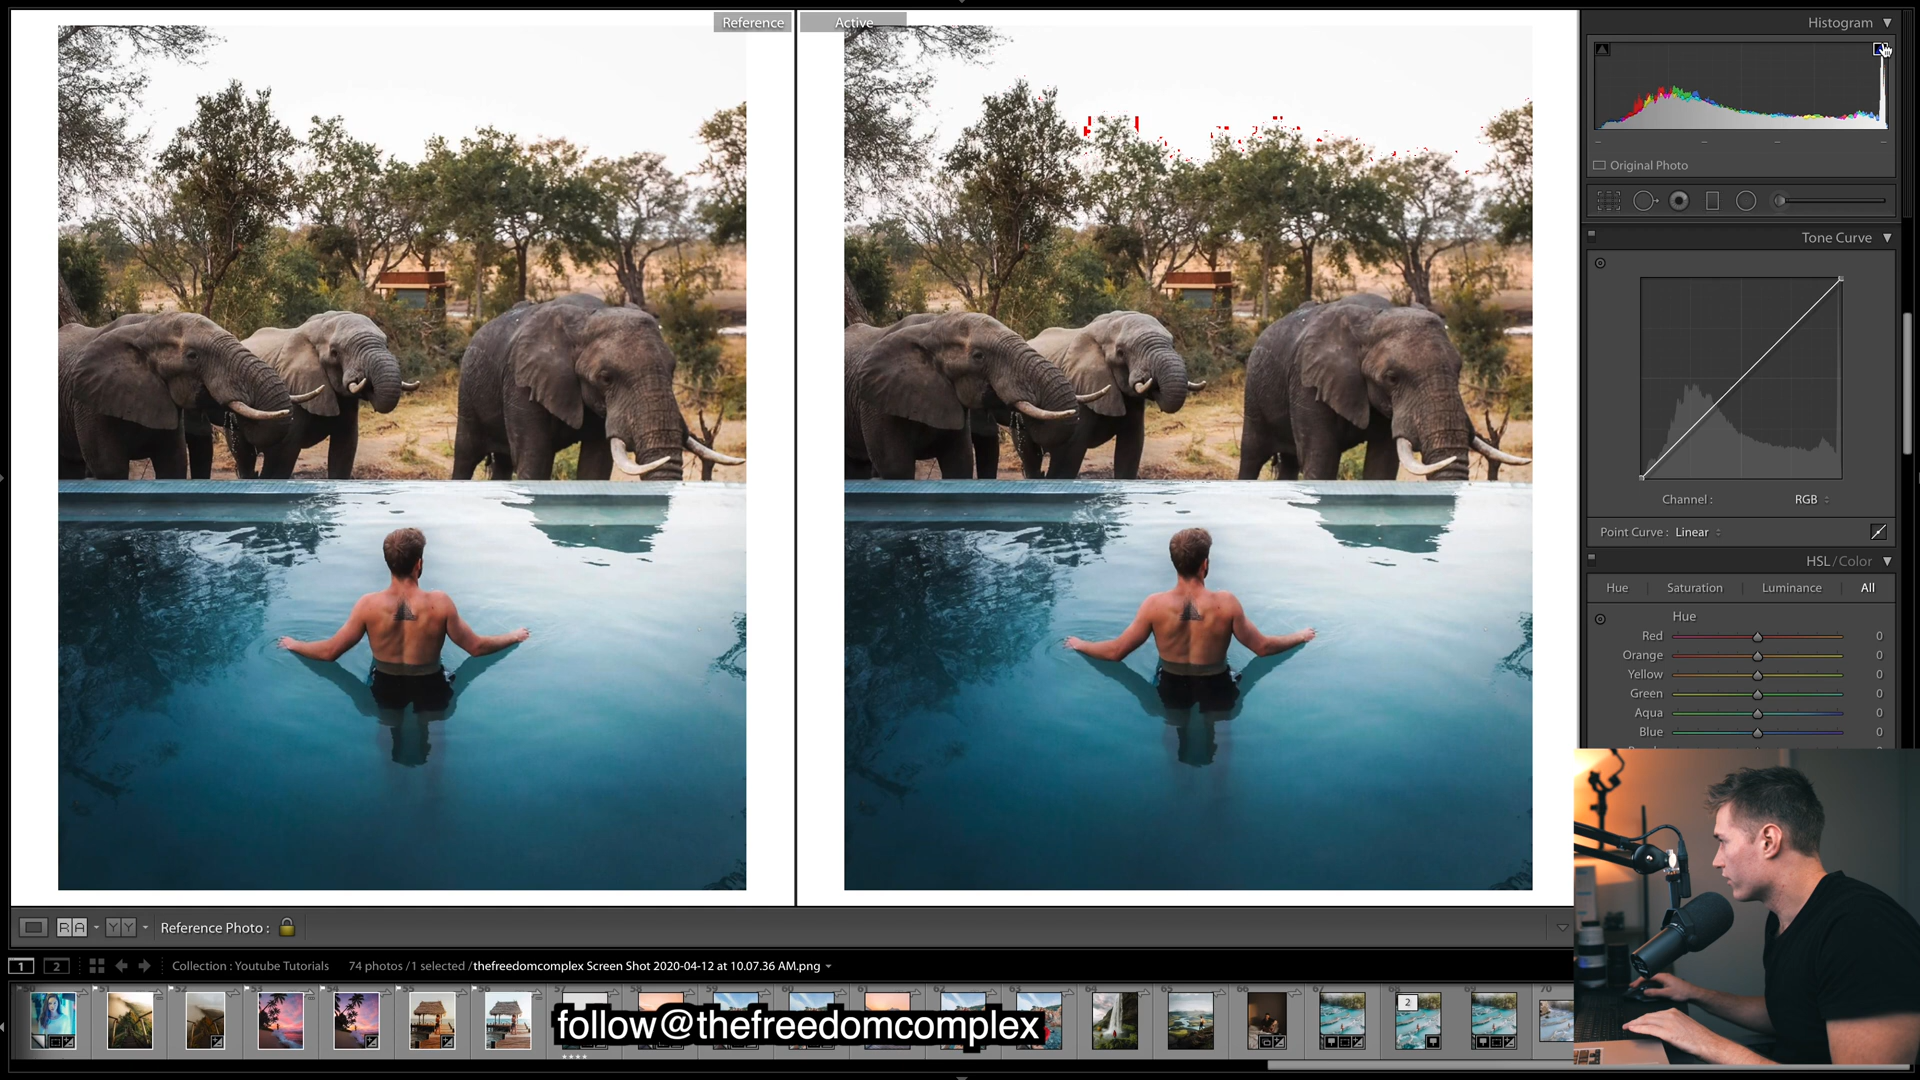 Reference
Active
Histogram
Original Photo
Tone Curve
Channel :
RGB
Point Curve : Linear
HSL / Color
Hue
Saturation
Luminance
All
Hue
Red 0
Orange 0
Yellow 0
Green 0
Aqua 0
Blue 0
R A
Y Y
Reference Photo :
1
2
Collection : Youtube Tutorials
74 photos / 1 selected / thefreedomcomplex Screen Shot 2020-04-12 at 10.07.36 AM.png
2
follow@thefreedomcomplex